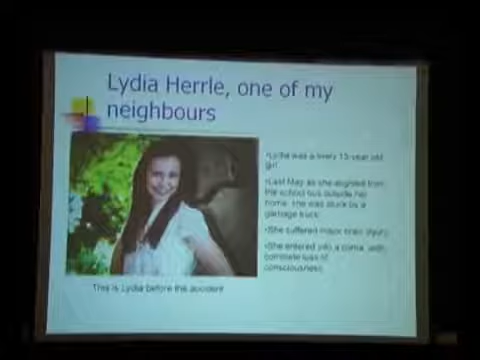 Lydia Herrle, one of my
neighbours
•Lydia was a lively 13-year old
girl
•Last May as she alighted from
the school bus outside her
home, she was stuck by a
garbage truck
•She suffered major brain injury
•She entered into a coma, with
complete loss of
consciousness
This is Lydia before the accident